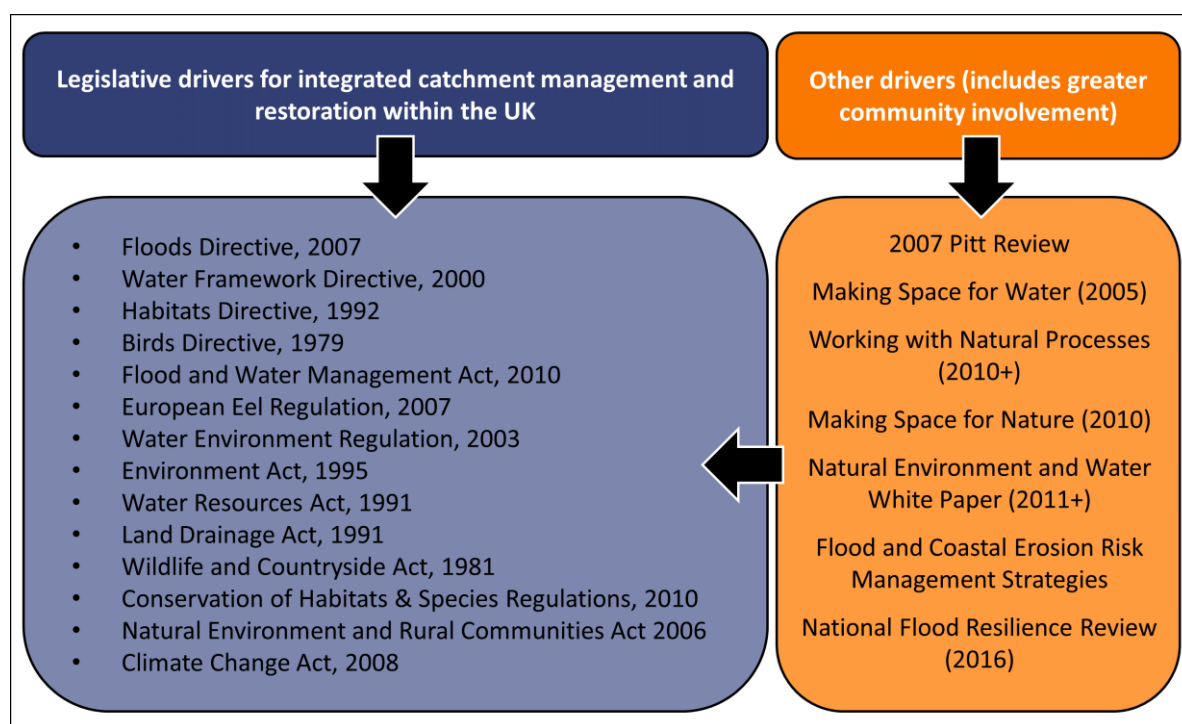 Legislative drivers for integrated catchment management and
restoration within the UK
• Floods Directive, 2007
• Water Framework Directive, 2000
• Habitats Directive, 1992
• Birds Directive, 1979
• Flood and Water Management Act, 2010
• European Eel Regulation, 2007
• Water Environment Regulation, 2003
• Environment Act, 1995
• Water Resources Act, 1991
• Land Drainage Act, 1991
• Wildlife and Countryside Act, 1981
• Conservation of Habitats & Species Regulations, 2010
• Natural Environment and Rural Communities Act 2006
• Climate Change Act, 2008
Other drivers (includes greater
community involvement)
2007 Pitt Review
Making Space for Water (2005)
Working with Natural Processes
(2010+)
Making Space for Nature (2010)
Natural Environment and Water
White Paper (2011+)
Flood and Coastal Erosion Risk
Management Strategies
National Flood Resilience Review
(2016)